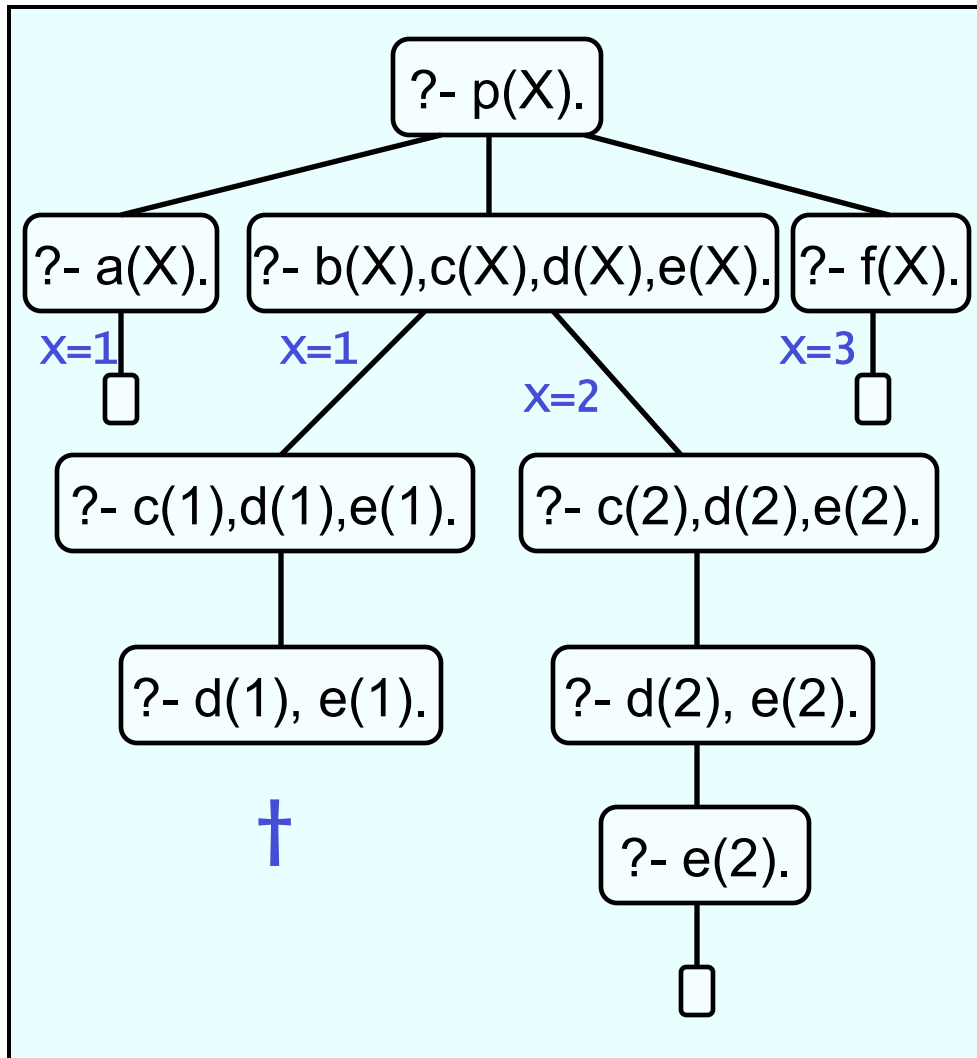 ?- p(X).
?- a(X).
?- b(X),c(X),d(X),e(X).
?- f(X).
X=1
X=1
X=2
X=3
?- c(1),d(1),e(1).
?- c(2),d(2),e(2).
?- d(1), e(1).
?- d(2), e(2).
†
?- e(2).